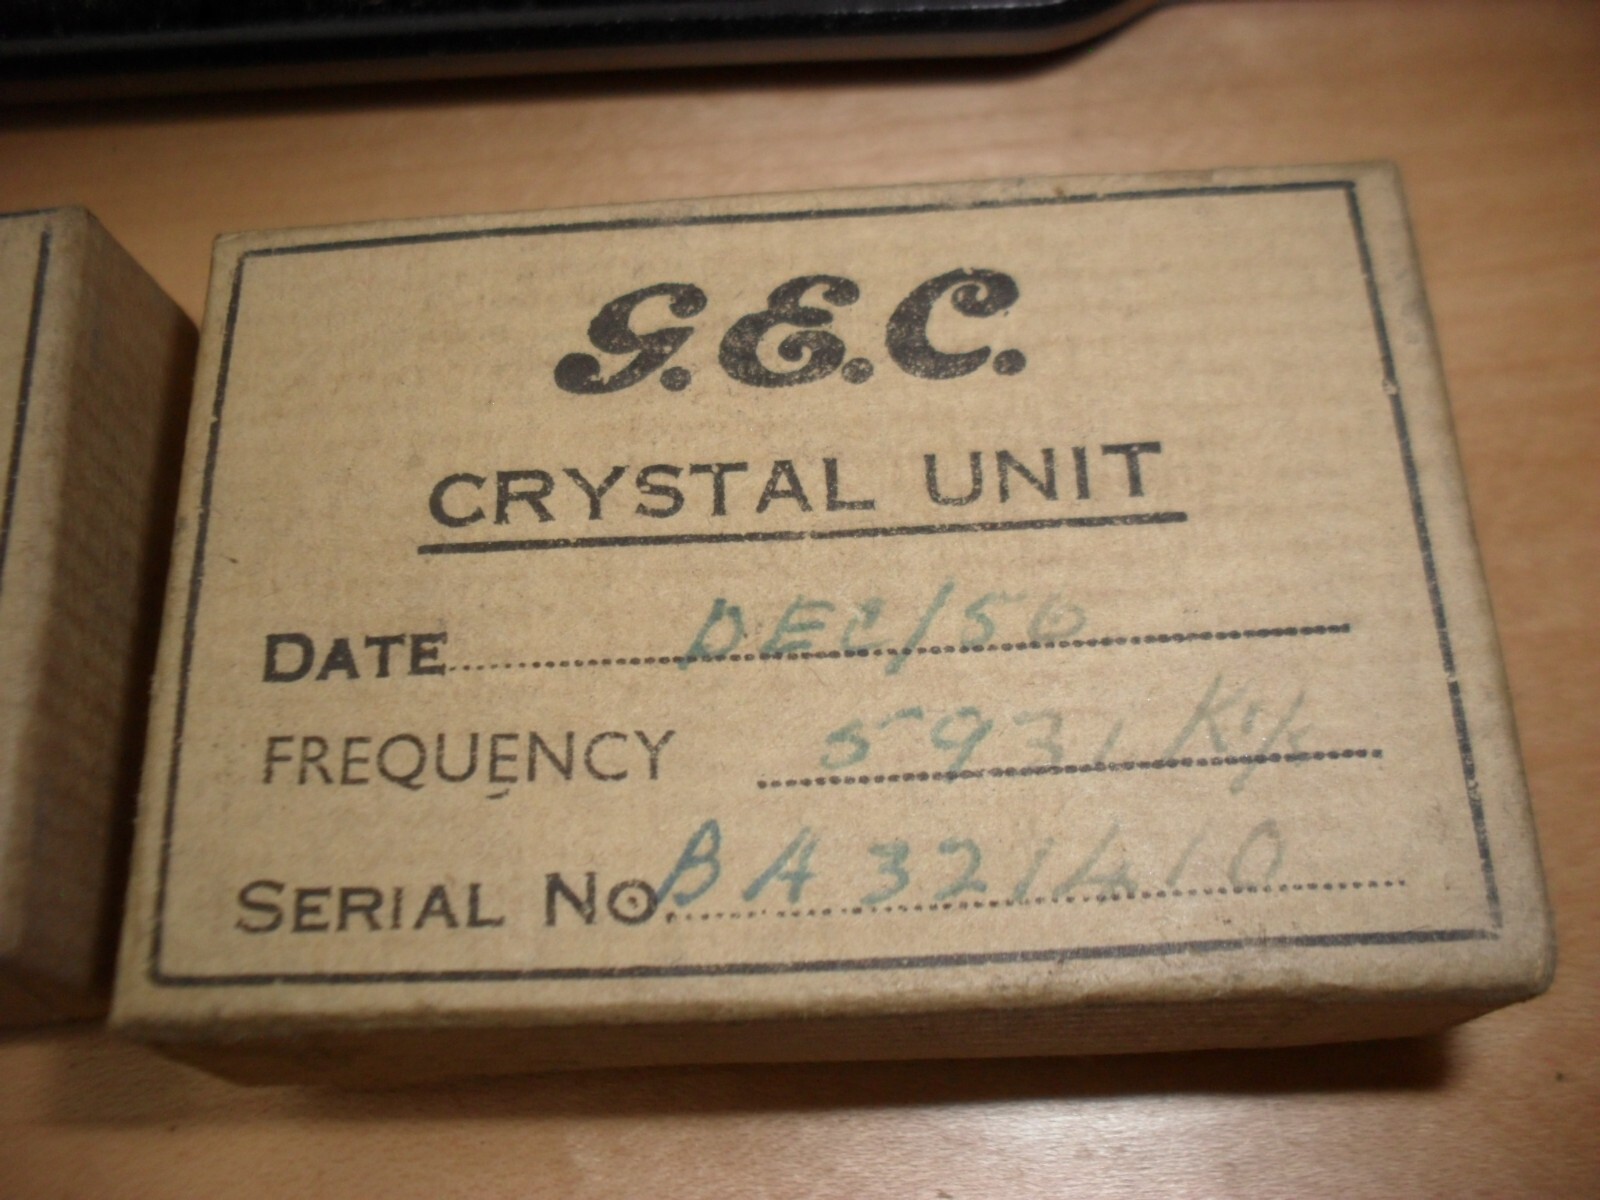 G.E.C.
CRYSTAL UNIT
DATE DEC/56
FREQUENCY 5931 Kc/s
SERIAL No. BA 321410